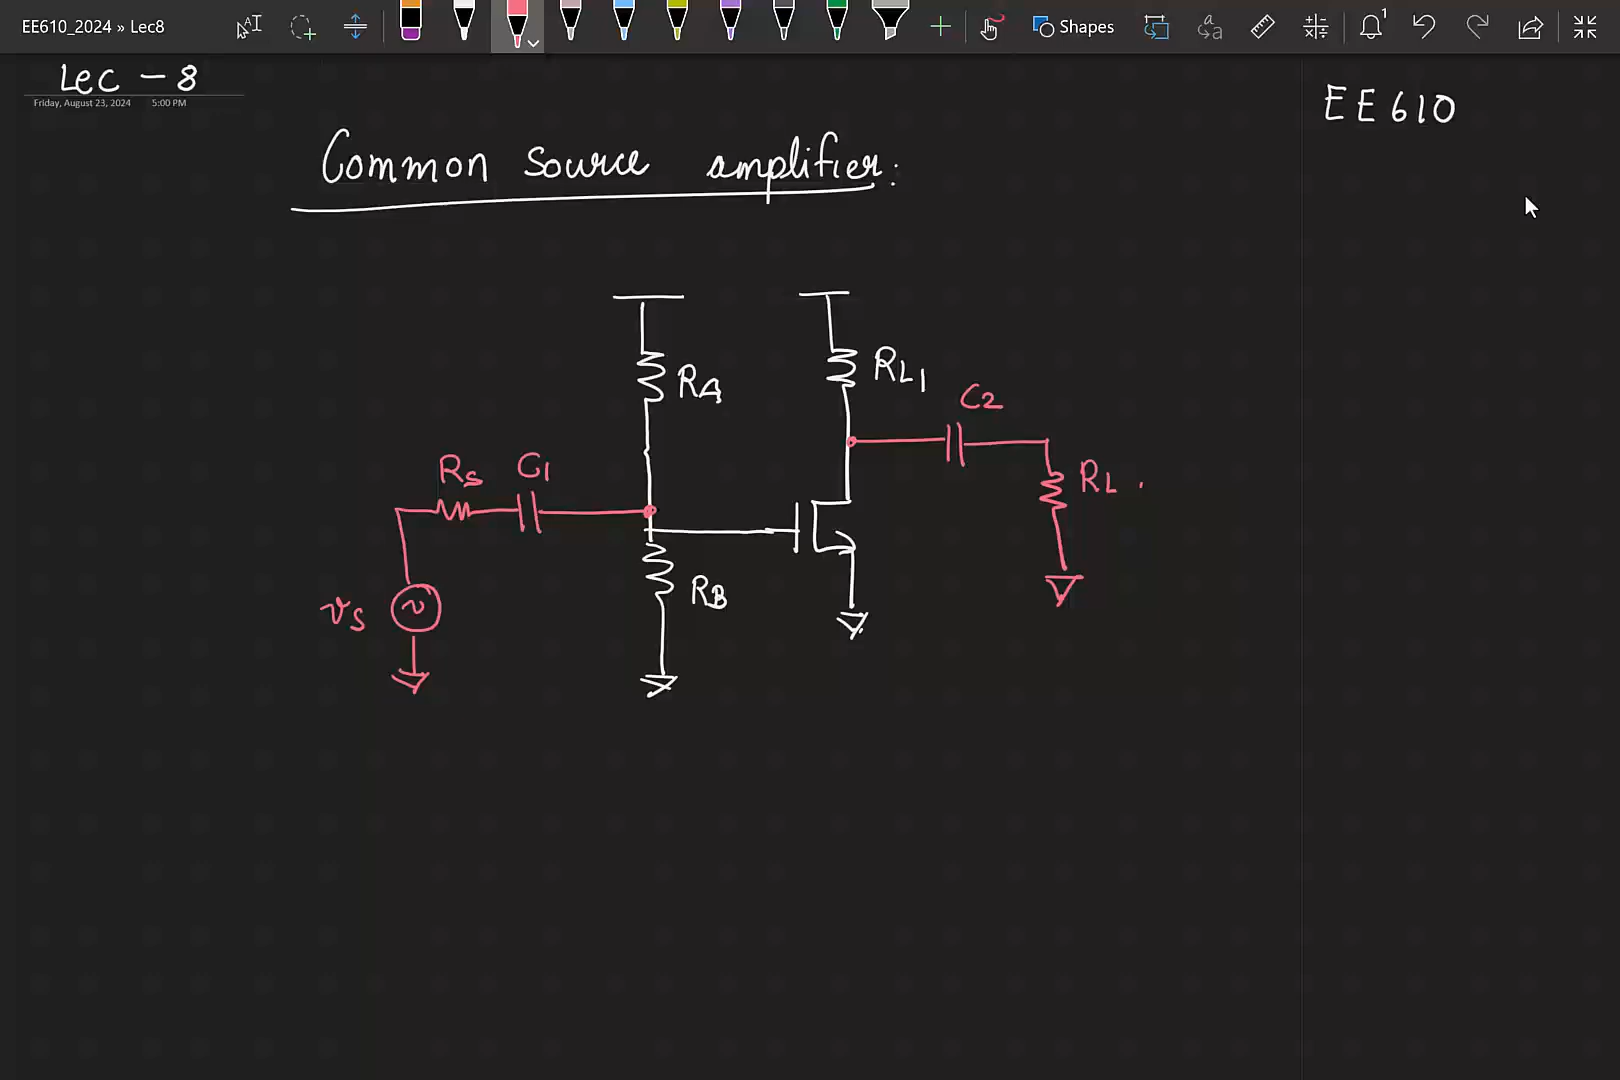 EE610_2024 » Lec8
Shapes
1
Lec - 8
Friday, August 23, 2024 5:00 PM
EE610
Common Source amplifier:
RA
RL1
C2
Rs C1
RL
vs
RB